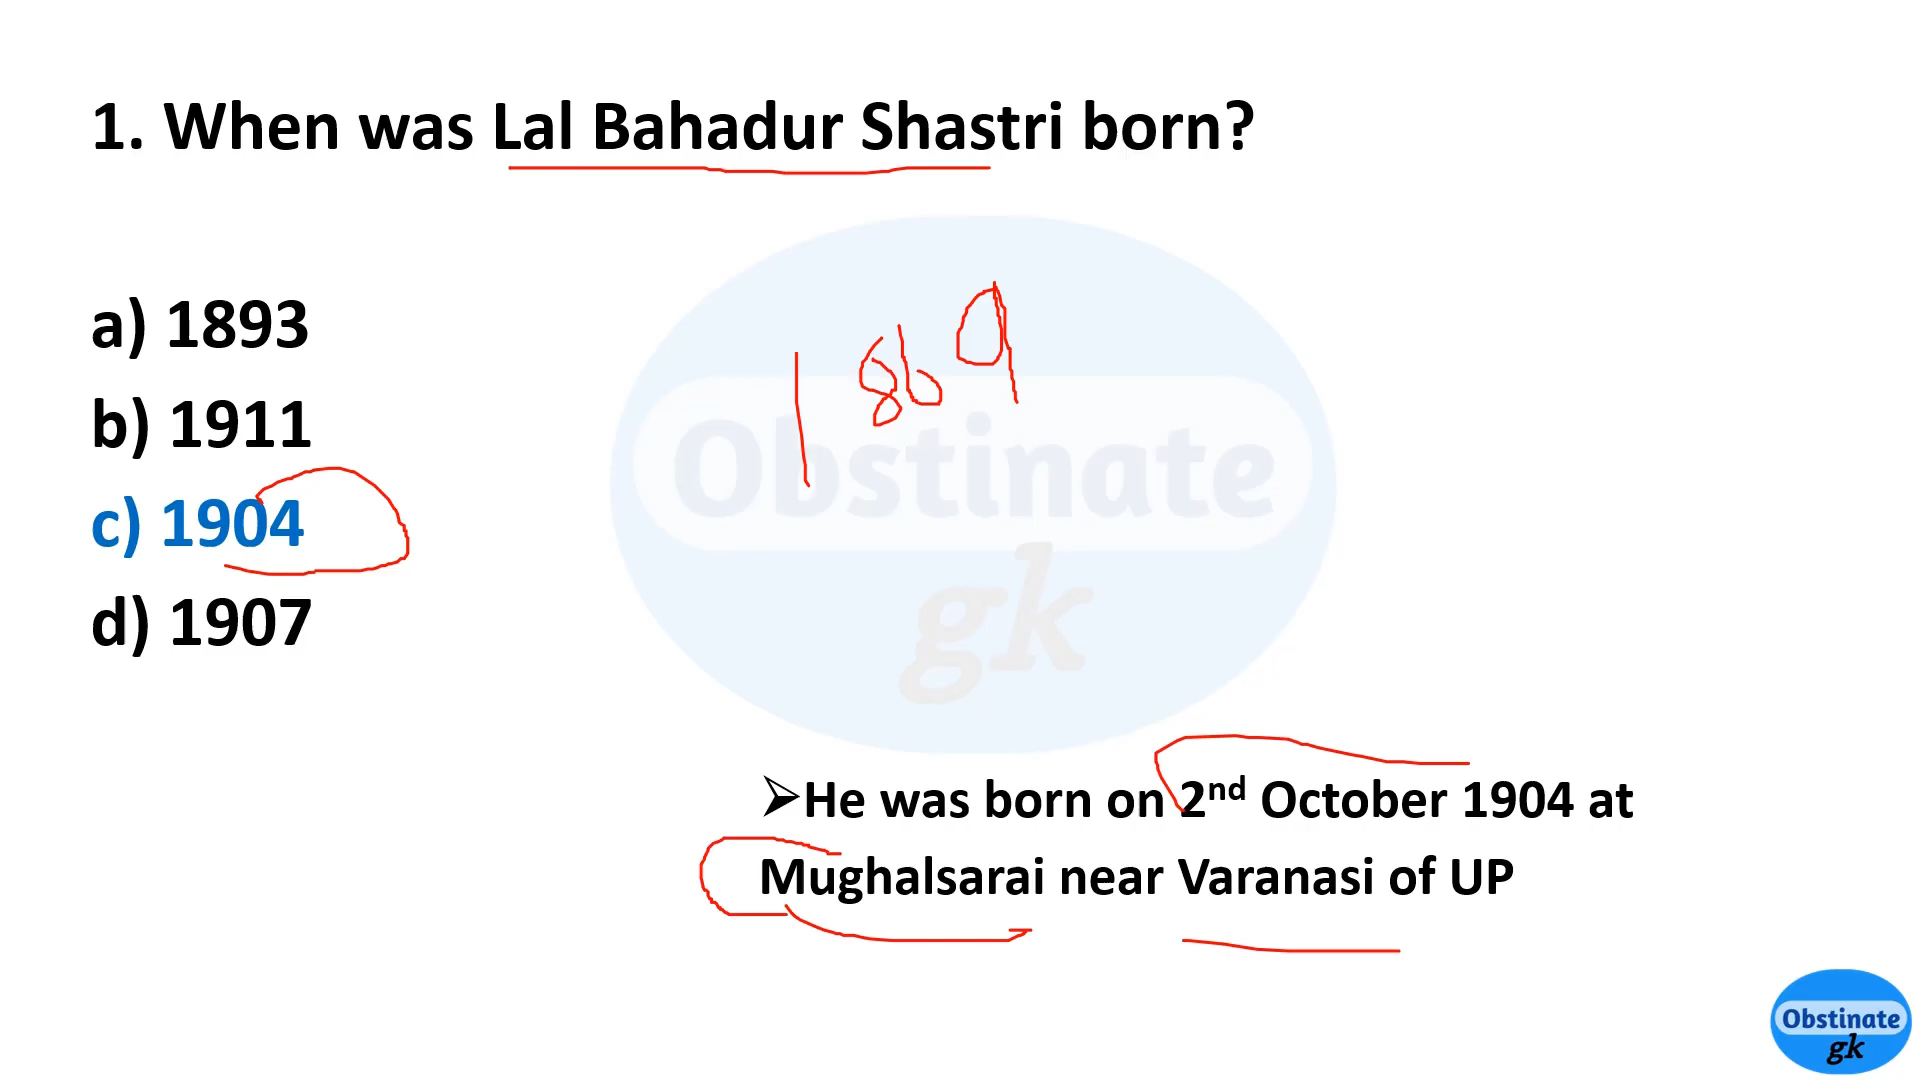 1. When was Lal Bahadur Shastri born?
a) 1893
b) 1911
c) 1904
d) 1907
1869
Obstinate
gk
➢He was born on 2nd October 1904 at
Mughalsarai near Varanasi of UP
Obstinate
gk